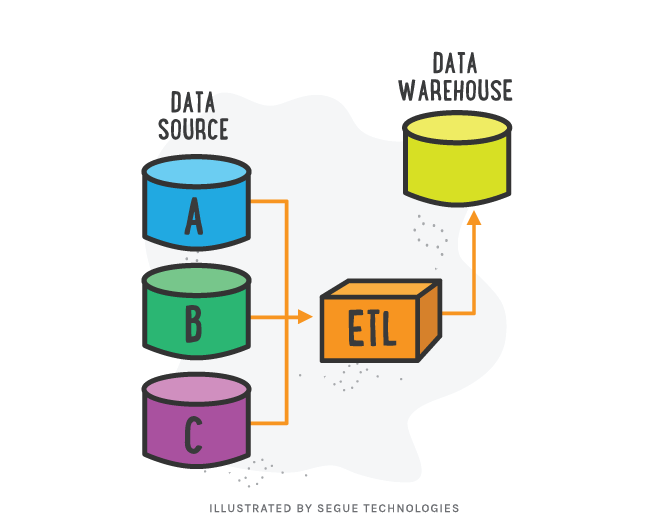 DATA
WAREHOUSE
DATA
SOURCE
A
B
ETL
C
ILLUSTRATED BY SEGUE TECHNOLOGIES